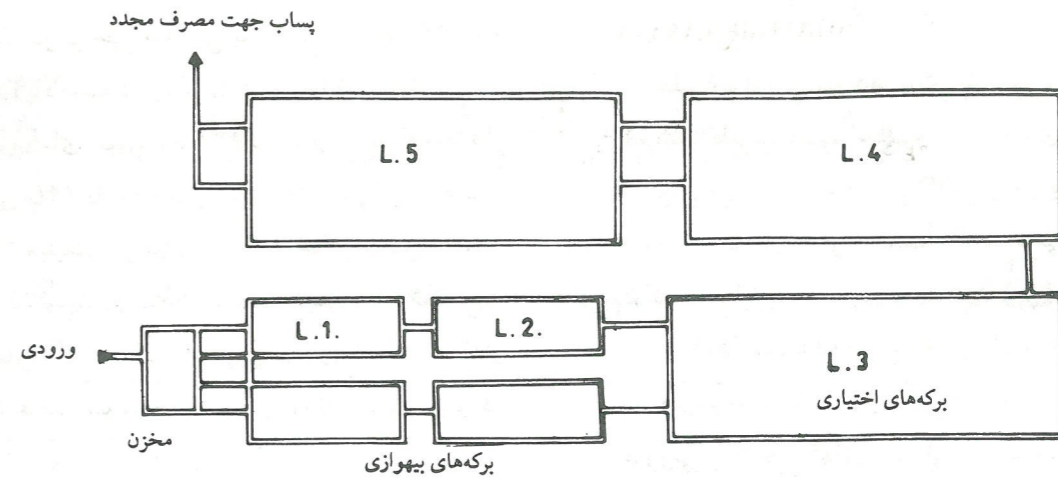 پساب جهت مصرف مجدد
L.5
L.4
L.1.
L.2.
ورودی
L.3
برکه‌های اختیاری
مخزن
برکه‌های بیهوازی